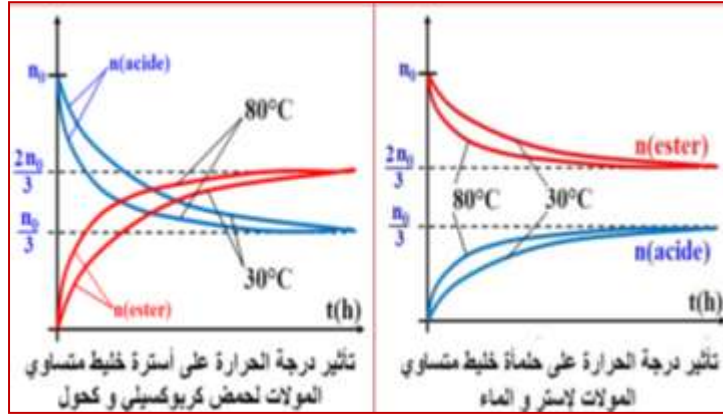 n₀
n(acide)
80°C
2n₀/3
n₀/3
30°C
n(ester)
t(h)
تأثير درجة الحرارة على أسترة خليط متساوي
المولات لحمض كربوكسيلي و كحول
n₀
n(ester)
2n₀/3
80°C
30°C
n₀/3
n(acide)
t(h)
تأثير درجة الحرارة على حلمأة خليط متساوي
المولات لاستر و الماء